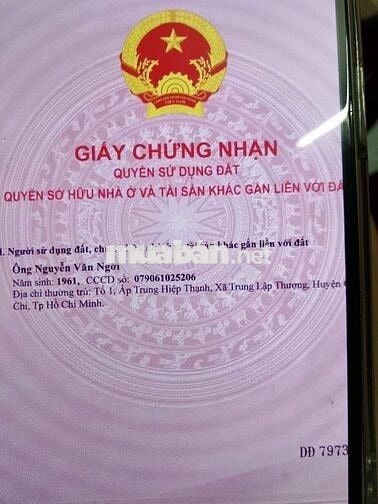 GIẤY CHỨNG NHẬN
QUYỀN SỬ DỤNG ĐẤT
QUYỀN SỞ HỮU NHÀ Ở VÀ TÀI SẢN KHÁC GẮN LIỀN VỚI ĐẤ
I. Người sử dụng đất, chủ sản khác gắn liền với đất
muaban.net
Ông Nguyễn Văn Ngời
Năm sinh: 1961, CCCD số: 079061025206
Địa chỉ thường trú: Tổ 1, Ấp Trung Hiệp Thạnh, Xã Trung Lập Thượng, Huyện
Chi, Tp Hồ Chí Minh.
DĐ 7973